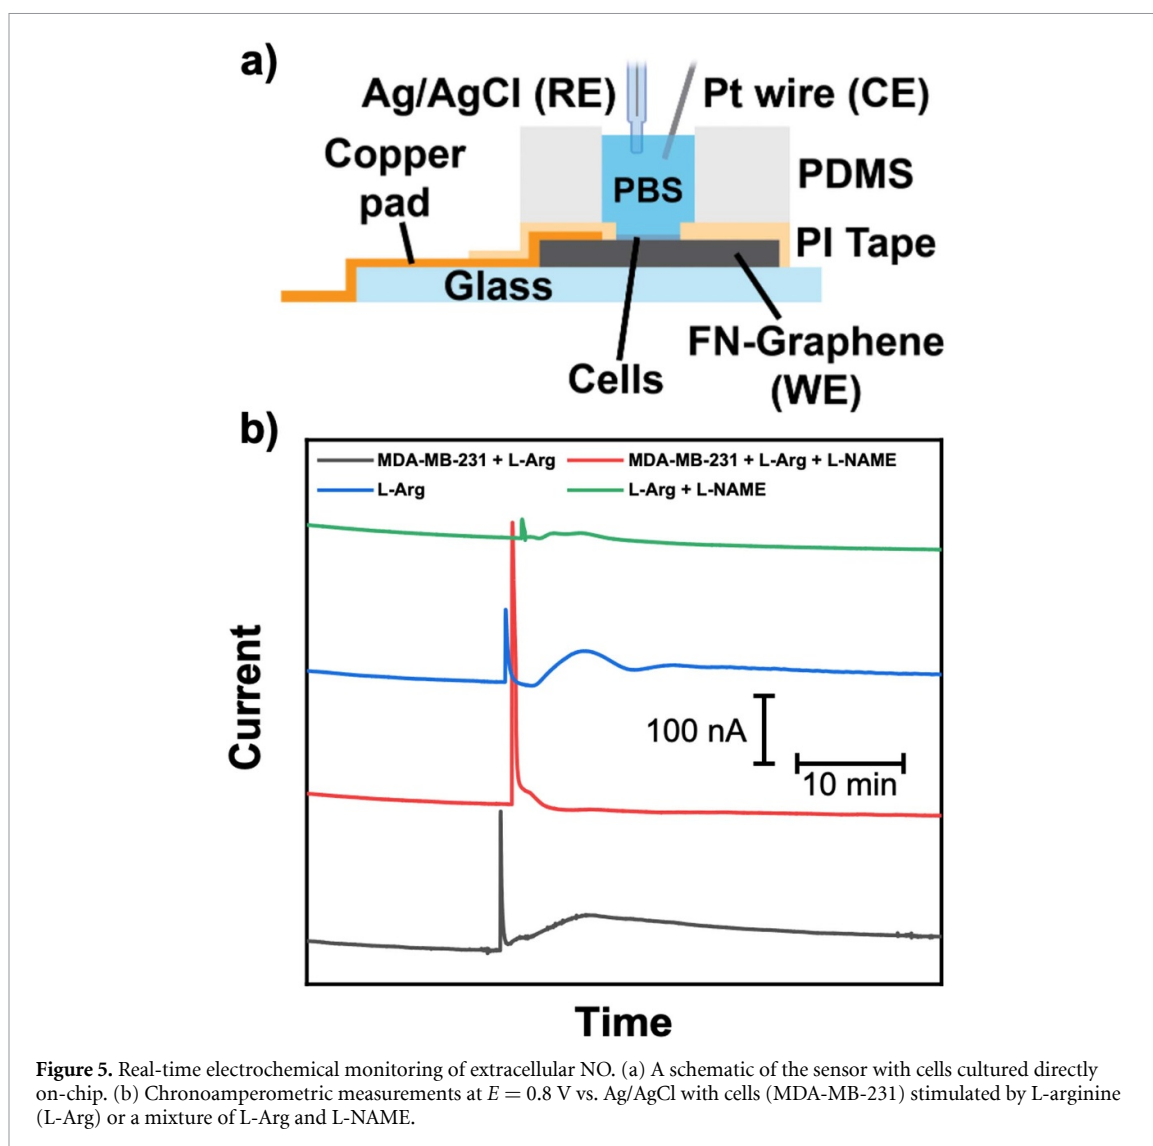 a)
Ag/AgCl (RE)
Pt wire (CE)
Copper
pad
PBS
PDMS
PI Tape
Glass
FN-Graphene
(WE)
Cells
b)
MDA-MB-231 + L-Arg
MDA-MB-231 + L-Arg + L-NAME
L-Arg
L-Arg + L-NAME
Current
100 nA
10 min
Time
Figure 5. Real-time electrochemical monitoring of extracellular NO. (a) A schematic of the sensor with cells cultured directly
on-chip. (b) Chronoamperometric measurements at E = 0.8 V vs. Ag/AgCl with cells (MDA-MB-231) stimulated by L-arginine
(L-Arg) or a mixture of L-Arg and L-NAME.